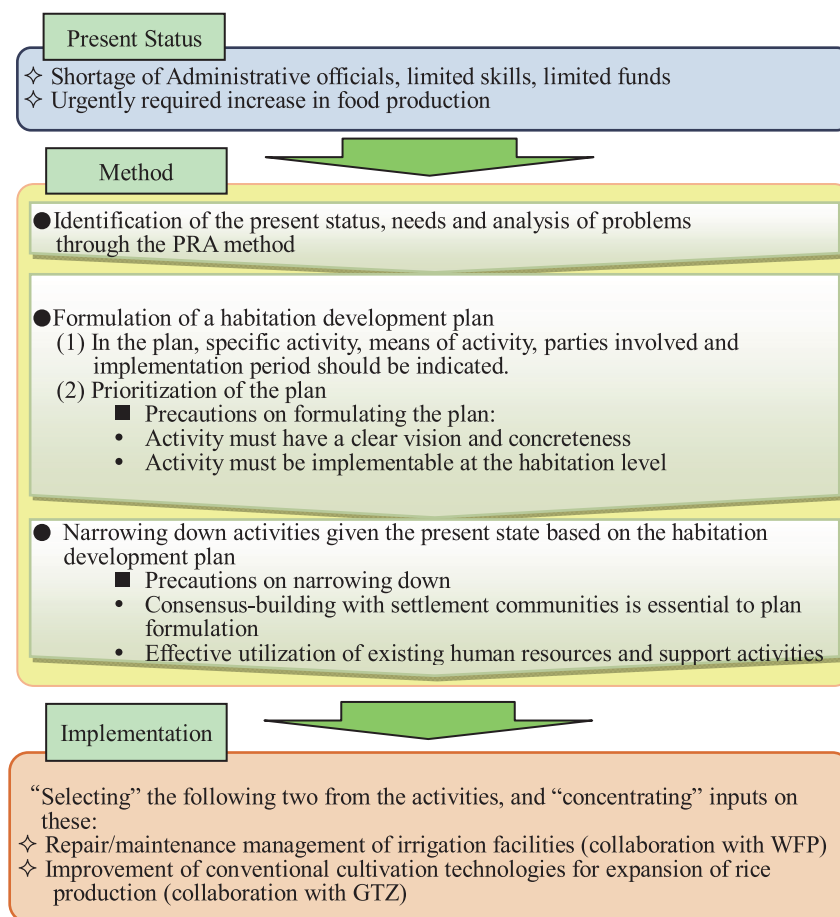 Present Status
✧ Shortage of Administrative officials, limited skills, limited funds
✧ Urgently required increase in food production
Method
●Identification of the present status, needs and analysis of problems
through the PRA method
●Formulation of a habitation development plan
(1) In the plan, specific activity, means of activity, parties involved and
implementation period should be indicated.
(2) Prioritization of the plan
■ Precautions on formulating the plan:
• Activity must have a clear vision and concreteness
• Activity must be implementable at the habitation level
● Narrowing down activities given the present state based on the habitation
development plan
■ Precautions on narrowing down
• Consensus-building with settlement communities is essential to plan
formulation
• Effective utilization of existing human resources and support activities
Implementation
“Selecting” the following two from the activities, and “concentrating” inputs on
these:
✧ Repair/maintenance management of irrigation facilities (collaboration with WFP)
✧ Improvement of conventional cultivation technologies for expansion of rice
production (collaboration with GTZ)